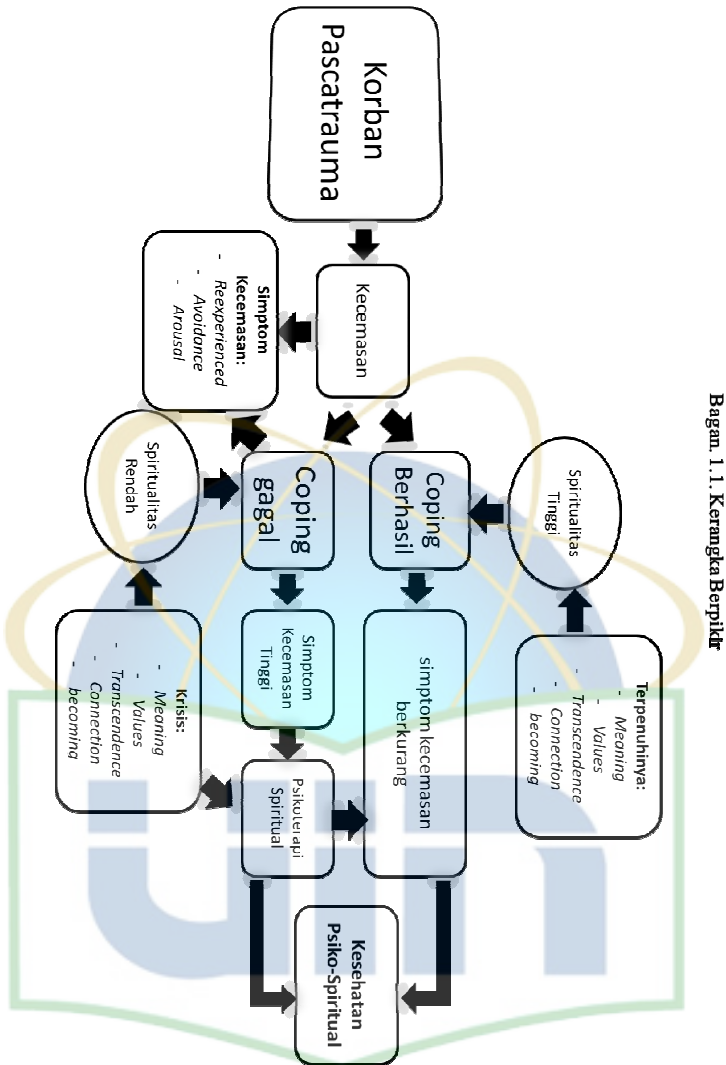 Bagan. 1.1. Kerangka Berpikir
Korban
Pascatrauma
Kecemasan
Simptom
Kecemasan:
- Reexperienced
- Avoidance
- Arousal
Spiritualitas
Tinggi
Terpenuhinya:
- Meaning
- Values
- Transcendence
- Connection
- becoming
Coping
Berhasil
simptom kecemasan
berkurang
Coping
gagal
Simptom
Kecemasan
Tinggi
Psikoterapi
Spiritual
Spiritualitas
Rendah
Krisis:
- Meaning
- Values
- Transcendence
- Connection
- becoming
Kesehatan
Psiko-Spiritual
uin